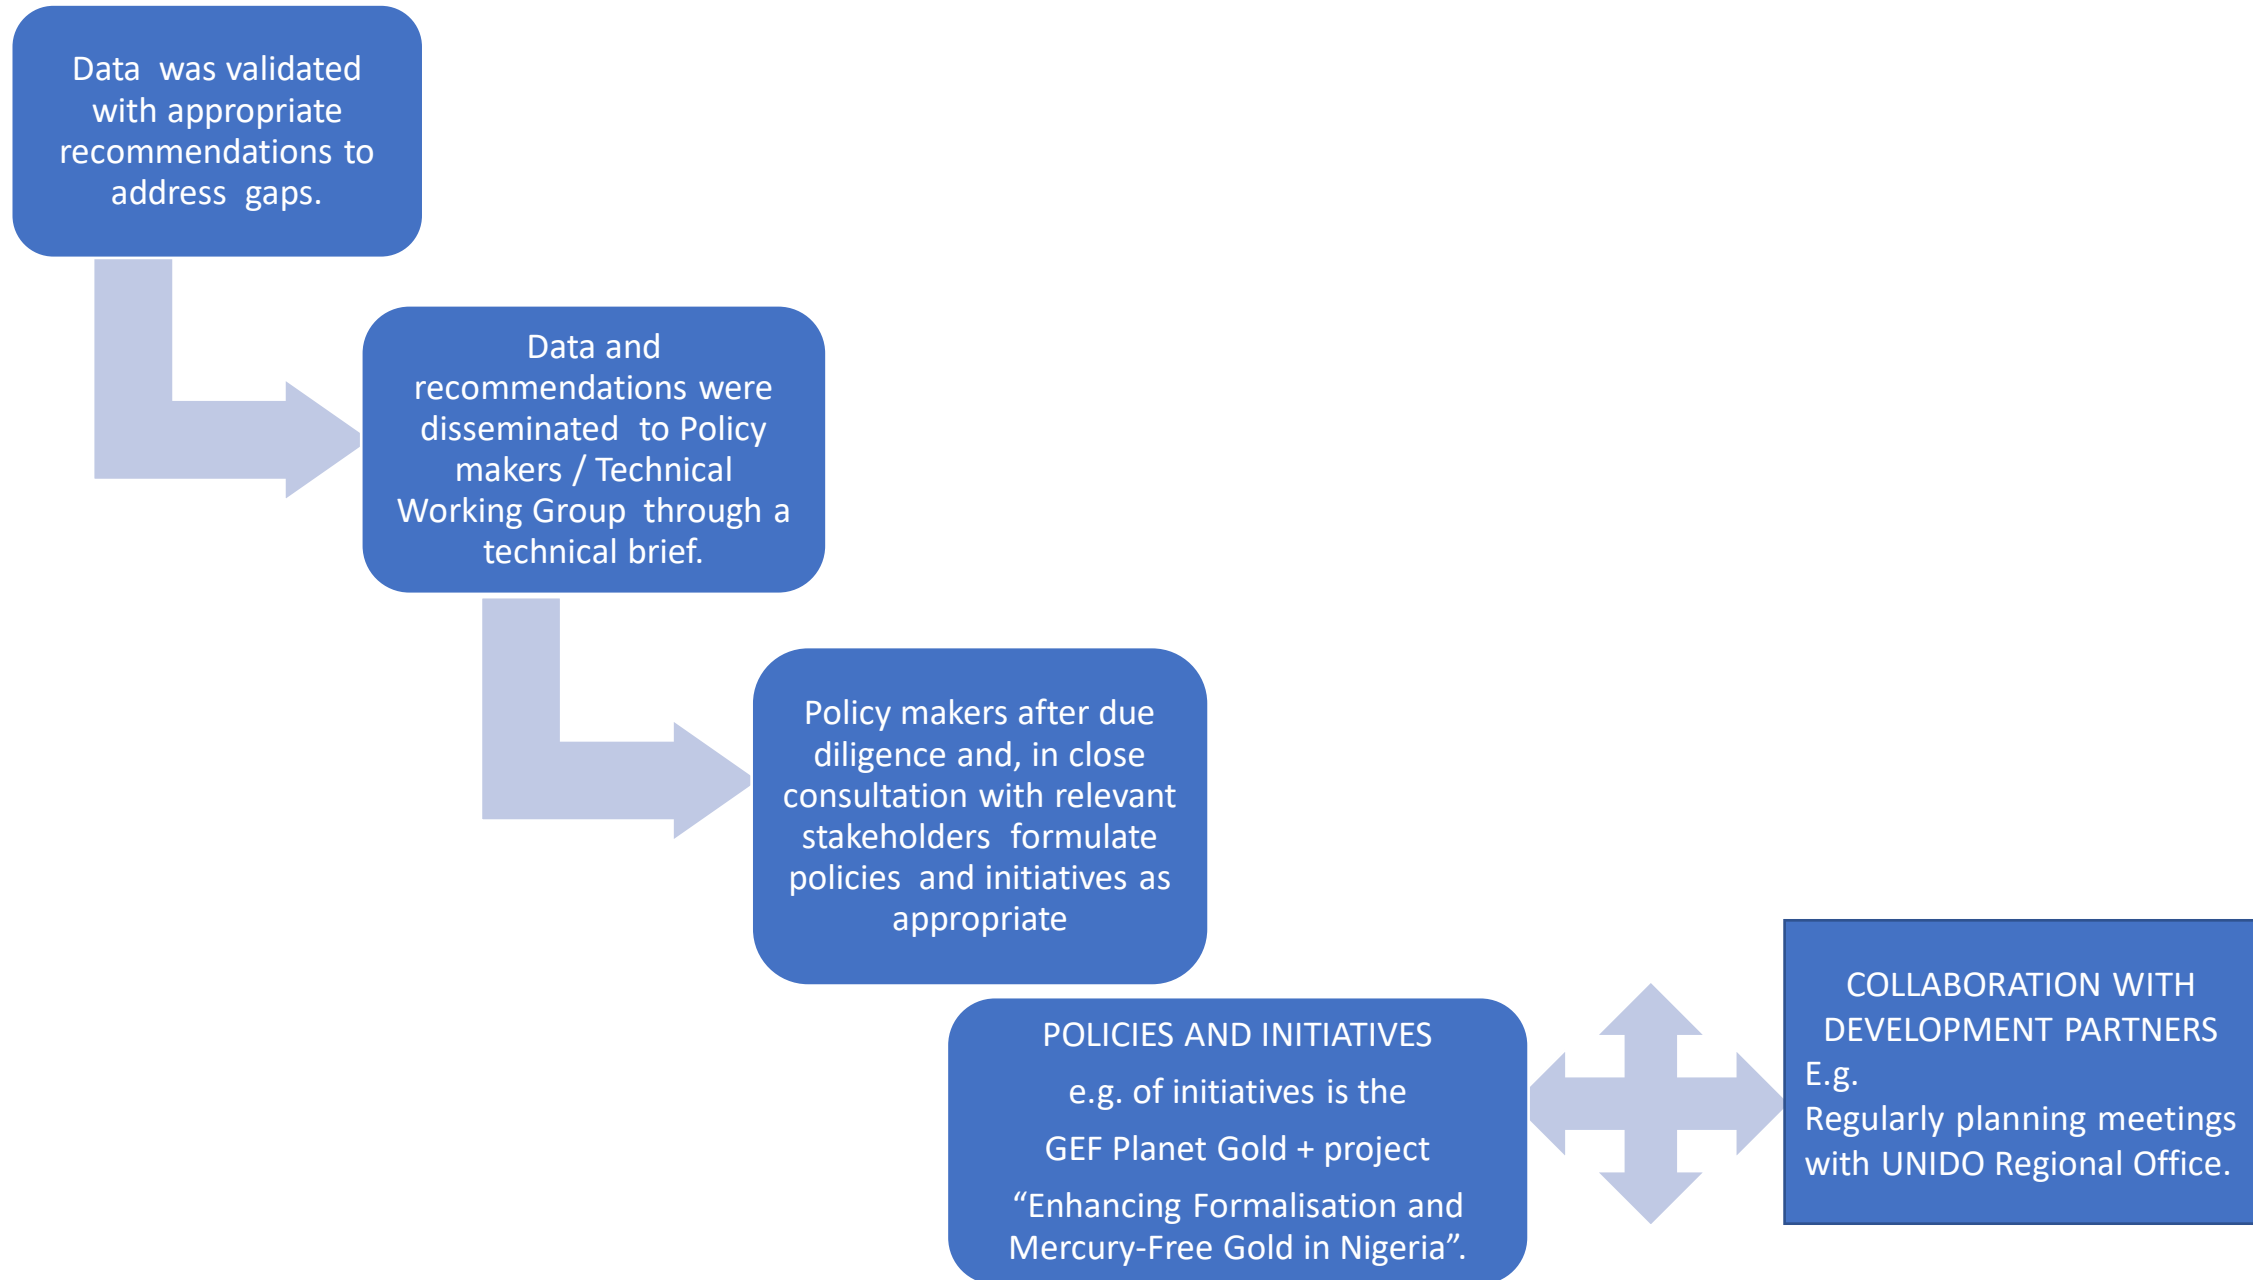 Data was validated
with appropriate
recommendations to
address gaps.
Data and
recommendations were
disseminated to Policy
makers / Technical
Working Group through a
technical brief.
Policy makers after due
diligence and, in close
consultation with relevant
stakeholders formulate
policies and initiatives as
appropriate
POLICIES AND INITIATIVES
e.g. of initiatives is the
GEF Planet Gold + project
“Enhancing Formalisation and
Mercury-Free Gold in Nigeria”.
COLLABORATION WITH
DEVELOPMENT PARTNERS
E.g.
Regularly planning meetings
with UNIDO Regional Office.